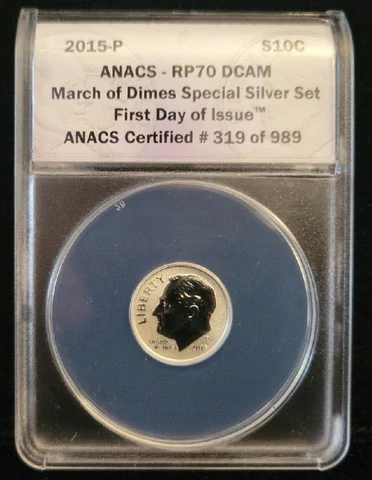 2015-P S10C
ANACS - RP70 DCAM
March of Dimes Special Silver Set
First Day of Issue™
ANACS Certified # 319 of 989
LIBERTY